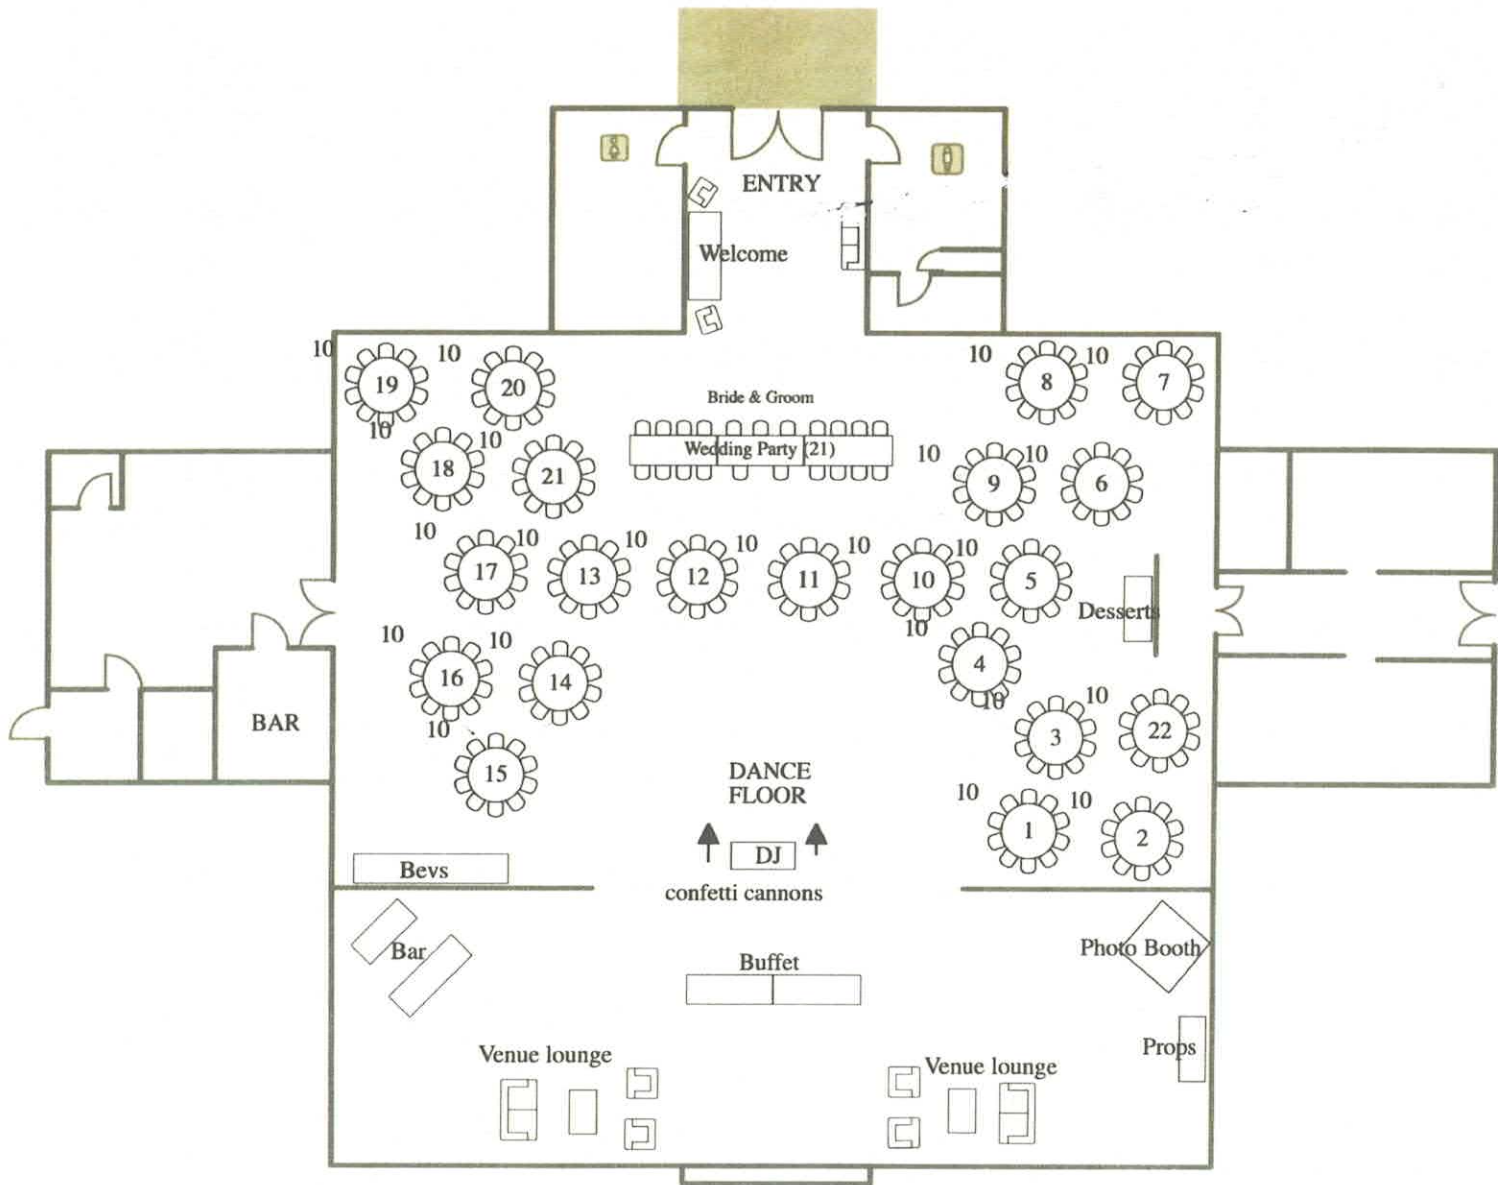 ENTRY
Welcome
10 10 10 10
19 20 8 7
Bride & Groom
10 10 Wedding Party (21) 10 10
18 21 9 6
10 10 10 10 10 10
17 13 12 11 10 5
Desserts
10 10 10
16 14 4
BAR
10 10 10
3 22
15
DANCE
FLOOR
10 10
1 2
Bevs
DJ
confetti cannons
Bar
Buffet
Photo Booth
Props
Venue lounge
Venue lounge